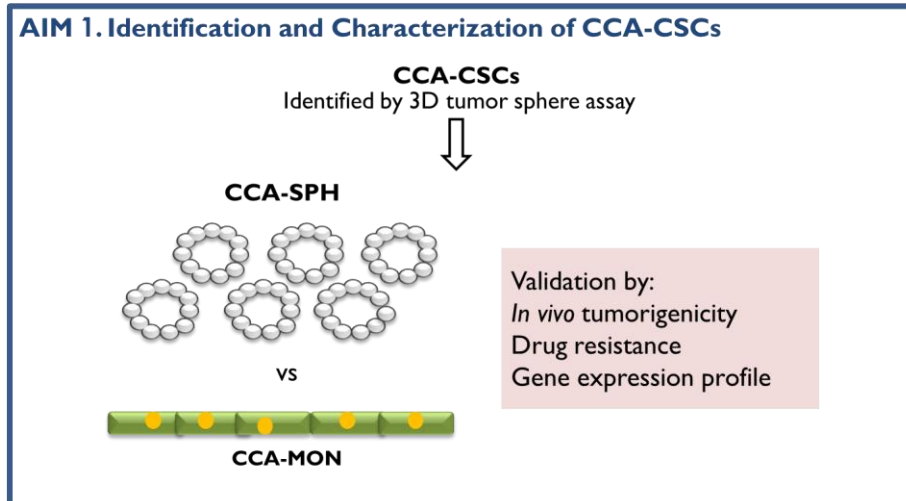 AIM 1. Identification and Characterization of CCA-CSCs
CCA-CSCs
Identified by 3D tumor sphere assay
CCA-SPH
vs
CCA-MON
Validation by:
In vivo tumorigenicity
Drug resistance
Gene expression profile